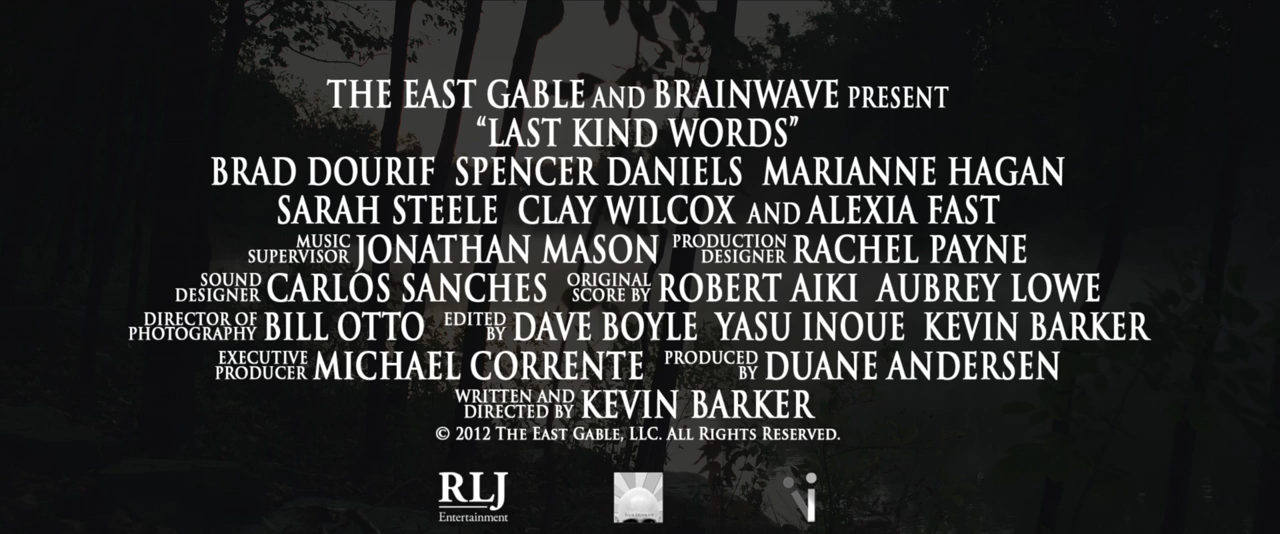 THE EAST GABLE AND BRAINWAVE PRESENT
“LAST KIND WORDS”
BRAD DOURIF SPENCER DANIELS MARIANNE HAGAN
SARAH STEELE CLAY WILCOX AND ALEXIA FAST
MUSIC SUPERVISOR JONATHAN MASON PRODUCTION DESIGNER RACHEL PAYNE
SOUND DESIGNER CARLOS SANCHES ORIGINAL SCORE BY ROBERT AIKI AUBREY LOWE
DIRECTOR OF PHOTOGRAPHY BILL OTTO EDITED BY DAVE BOYLE YASU INOUE KEVIN BARKER
EXECUTIVE PRODUCER MICHAEL CORRENTE PRODUCED BY DUANE ANDERSEN
WRITTEN AND DIRECTED BY KEVIN BARKER
© 2012 THE EAST GABLE, LLC. ALL RIGHTS RESERVED.
RLJ
Entertainment